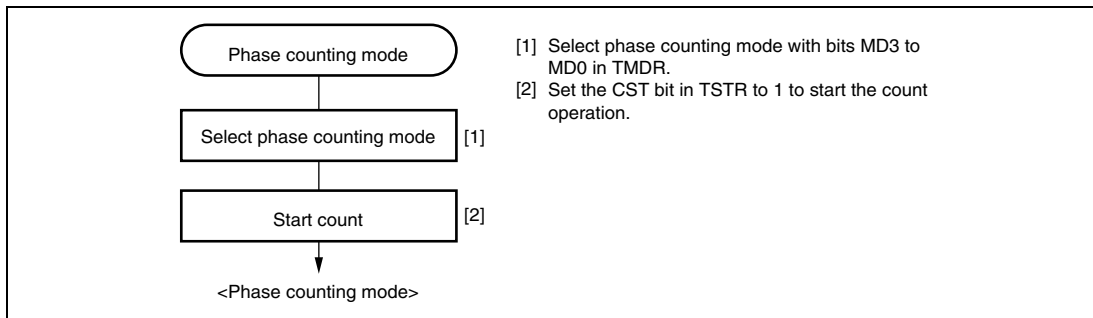 Phase counting mode
Select phase counting mode
[1]
Start count
[2]
<Phase counting mode>
[1] Select phase counting mode with bits MD3 to
MD0 in TMDR.
[2] Set the CST bit in TSTR to 1 to start the count
operation.